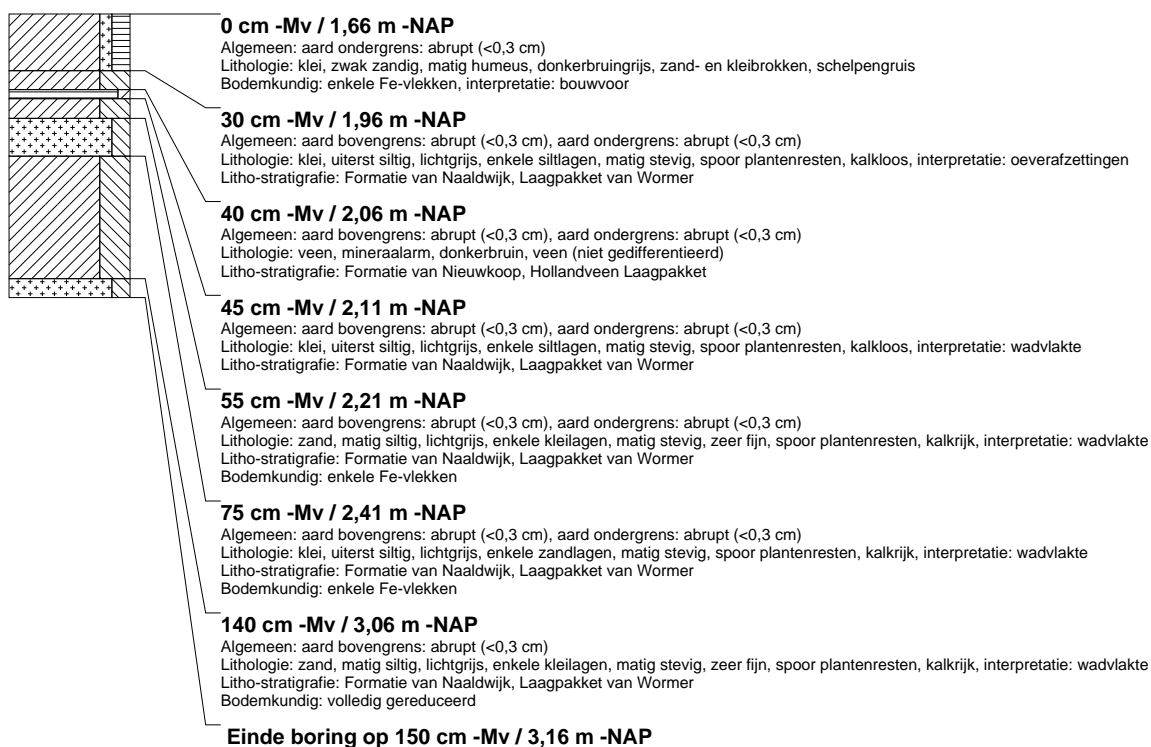 0 cm -Mv / 1,66 m -NAP
Algemeen: aard ondergrens: abrupt (<0,3 cm)
Lithologie: klei, zwak zandig, matig humeus, donkerbruingrijs, zand- en kleibrokken, schelpengruis
Bodemkundig: enkele Fe-vlekken, interpretatie: bouwvoor
30 cm -Mv / 1,96 m -NAP
Algemeen: aard bovengrens: abrupt (<0,3 cm), aard ondergrens: abrupt (<0,3 cm)
Lithologie: klei, uiterst siltig, lichtgrijs, enkele siltlagen, matig stevig, spoor plantenresten, kalkloos, interpretatie: oeverafzettingen
Litho-stratigrafie: Formatie van Naaldwijk, Laagpakket van Wormer
40 cm -Mv / 2,06 m -NAP
Algemeen: aard bovengrens: abrupt (<0,3 cm), aard ondergrens: abrupt (<0,3 cm)
Lithologie: veen, mineraalarm, donkerbruin, veen (niet gedifferentieerd)
Litho-stratigrafie: Formatie van Nieuwkoop, Hollandveen Laagpakket
45 cm -Mv / 2,11 m -NAP
Algemeen: aard bovengrens: abrupt (<0,3 cm), aard ondergrens: abrupt (<0,3 cm)
Lithologie: klei, uiterst siltig, lichtgrijs, enkele siltlagen, matig stevig, spoor plantenresten, kalkloos, interpretatie: wadvlakte
Litho-stratigrafie: Formatie van Naaldwijk, Laagpakket van Wormer
55 cm -Mv / 2,21 m -NAP
Algemeen: aard bovengrens: abrupt (<0,3 cm), aard ondergrens: abrupt (<0,3 cm)
Lithologie: zand, matig siltig, lichtgrijs, enkele kleilagen, matig stevig, zeer fijn, spoor plantenresten, kalkrijk, interpretatie: wadvlakte
Litho-stratigrafie: Formatie van Naaldwijk, Laagpakket van Wormer
Bodemkundig: enkele Fe-vlekken
75 cm -Mv / 2,41 m -NAP
Algemeen: aard bovengrens: abrupt (<0,3 cm), aard ondergrens: abrupt (<0,3 cm)
Lithologie: klei, uiterst siltig, lichtgrijs, enkele zandlagen, matig stevig, spoor plantenresten, kalkrijk, interpretatie: wadvlakte
Litho-stratigrafie: Formatie van Naaldwijk, Laagpakket van Wormer
Bodemkundig: enkele Fe-vlekken
140 cm -Mv / 3,06 m -NAP
Algemeen: aard bovengrens: abrupt (<0,3 cm)
Lithologie: zand, matig siltig, lichtgrijs, enkele kleilagen, matig stevig, zeer fijn, spoor plantenresten, kalkrijk, interpretatie: wadvlakte
Litho-stratigrafie: Formatie van Naaldwijk, Laagpakket van Wormer
Bodemkundig: volledig gereduceerd
Einde boring op 150 cm -Mv / 3,16 m -NAP